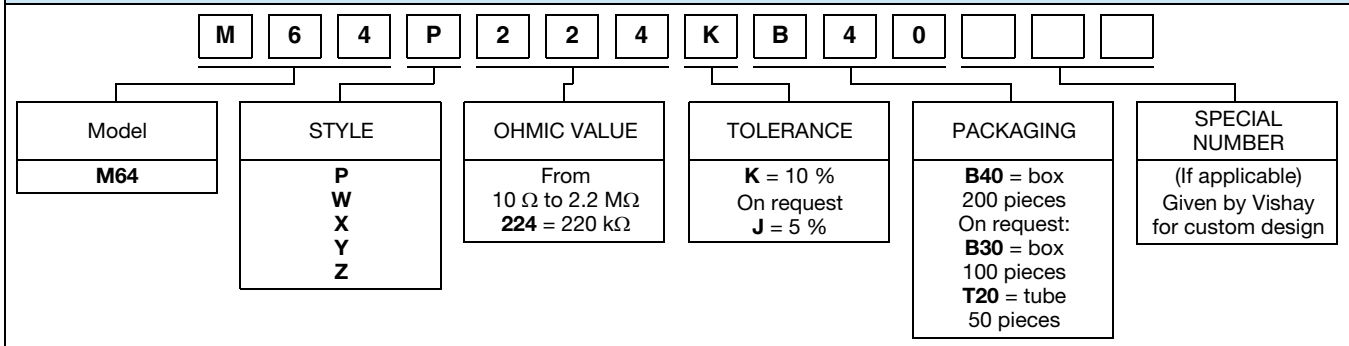 M 6 4 P 2 2 4 K B 4 0
Model
M64
STYLE
P
W
X
Y
Z
OHMIC VALUE
From
10 Ω to 2.2 MΩ
224 = 220 kΩ
TOLERANCE
K = 10 %
On request
J = 5 %
PACKAGING
B40 = box
200 pieces
On request:
B30 = box
100 pieces
T20 = tube
50 pieces
SPECIAL
NUMBER
(If applicable)
Given by Vishay
for custom design